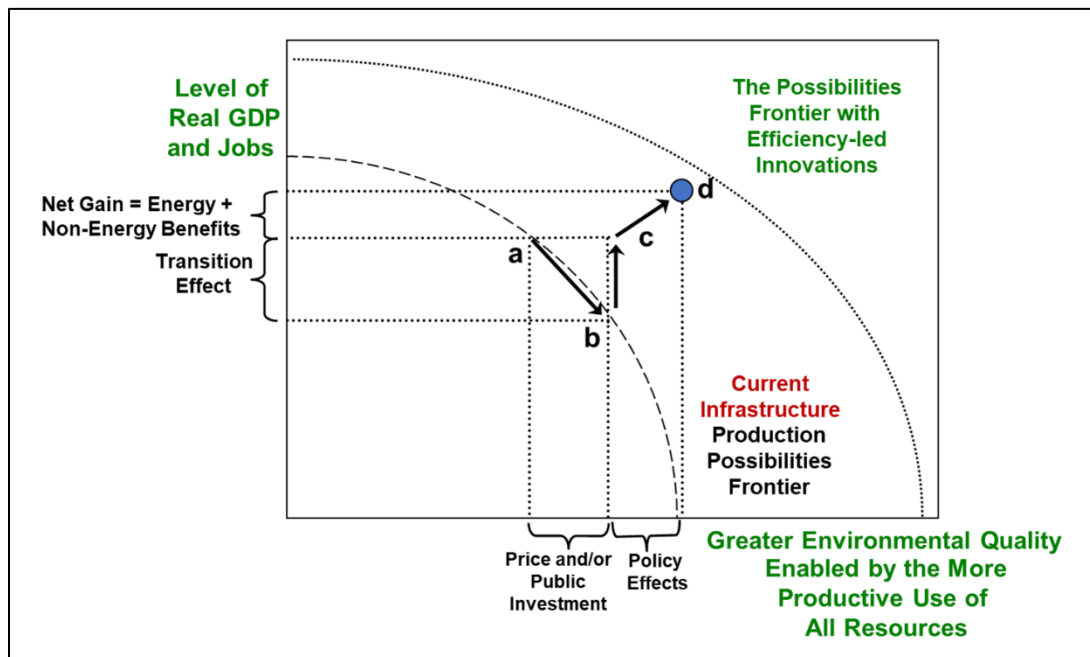 Level of
Real GDP
and Jobs
The Possibilities
Frontier with
Efficiency-led
Innovations
Net Gain = Energy +
Non-Energy Benefits
Transition
Effect
a
b
c
d
Current
Infrastructure
Production
Possibilities
Frontier
Price and/or
Public
Investment
Policy
Effects
Greater Environmental Quality
Enabled by the More
Productive Use of
All Resources